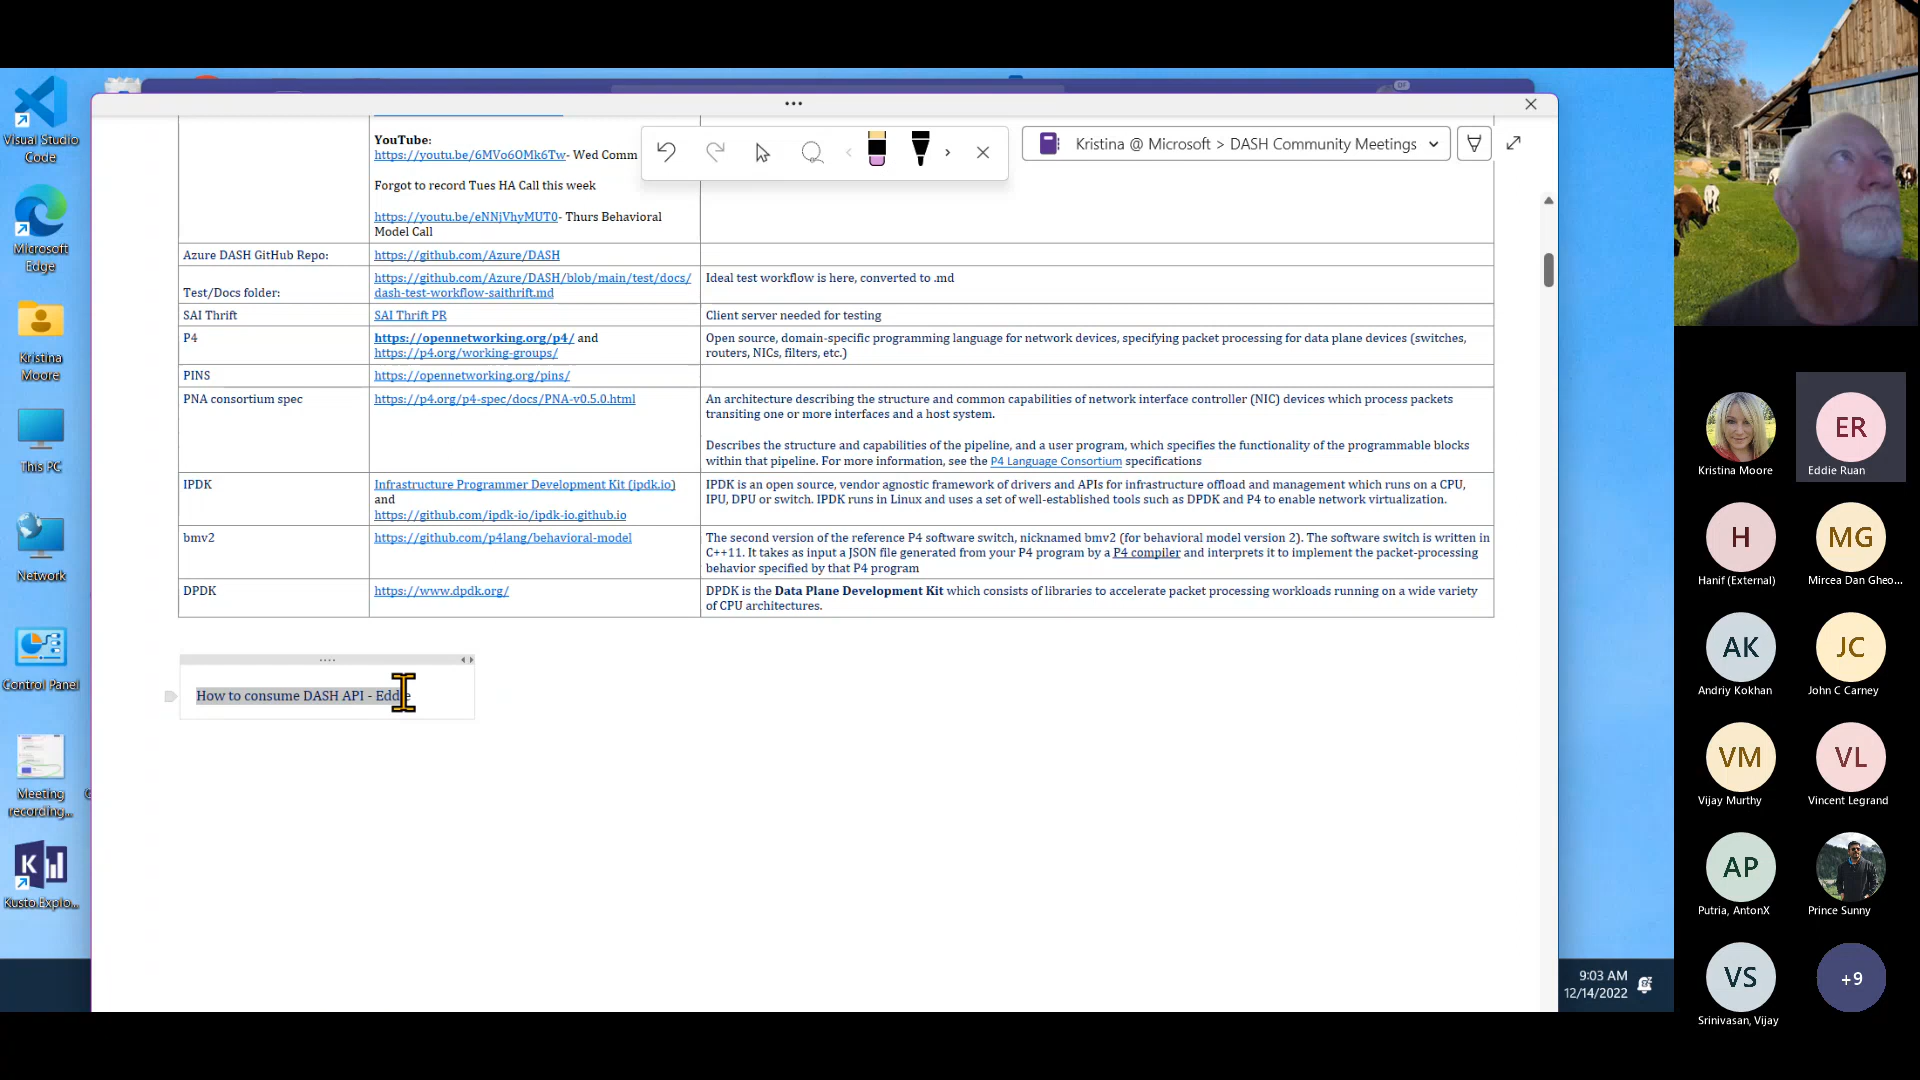 Visual Studio
Code
Microsoft
Edge
Kristina
Moore
This PC
Network
Control Panel
Meeting
recording...
Kusto.Explo...
Kristina @ Microsoft > DASH Community Meetings
YouTube:
https://youtu.be/6MVo6OMk6Tw- Wed Comm
Forgot to record Tues HA Call this week
https://youtu.be/eNNjVhyMUT0- Thurs Behavioral
Model Call
Azure DASH GitHub Repo:
https://github.com/Azure/DASH
Test/Docs folder:
https://github.com/Azure/DASH/blob/main/test/docs/
dash-test-workflow-saithrift.md
Ideal test workflow is here, converted to .md
SAI Thrift
SAI Thrift PR
Client server needed for testing
P4
https://opennetworking.org/p4/ and
https://p4.org/working-groups/
Open source, domain-specific programming language for network devices, specifying packet processing for data plane devices (switches,
routers, NICs, filters, etc.)
PINS
https://opennetworking.org/pins/
PNA consortium spec
https://p4.org/p4-spec/docs/PNA-v0.5.0.html
An architecture describing the structure and common capabilities of network interface controller (NIC) devices which process packets
transiting one or more interfaces and a host system.
Describes the structure and capabilities of the pipeline, and a user program, which specifies the functionality of the programmable blocks
within that pipeline. For more information, see the P4 Language Consortium specifications
IPDK
Infrastructure Programmer Development Kit (ipdk.io)
and
https://github.com/ipdk-io/ipdk-io.github.io
IPDK is an open source, vendor agnostic framework of drivers and APIs for infrastructure offload and management which runs on a CPU,
IPU, DPU or switch. IPDK runs in Linux and uses a set of well-established tools such as DPDK and P4 to enable network virtualization.
bmv2
https://github.com/p4lang/behavioral-model
The second version of the reference P4 software switch, nicknamed bmv2 (for behavioral model version 2). The software switch is written in
C++11. It takes as input a JSON file generated from your P4 program by a P4 compiler and interprets it to implement the packet-processing
behavior specified by that P4 program
DPDK
https://www.dpdk.org/
DPDK is the Data Plane Development Kit which consists of libraries to accelerate packet processing workloads running on a wide variety
of CPU architectures.
How to consume DASH API - Eddie
9:03 AM
12/14/2022
Kristina Moore
ER
Eddie Ruan
H
Hanif (External)
MG
Mircea Dan Gheo...
AK
Andriy Kokhan
JC
John C Carney
VM
Vijay Murthy
VL
Vincent Legrand
AP
Putria, AntonX
Prince Sunny
VS
Srinivasan, Vijay
+9